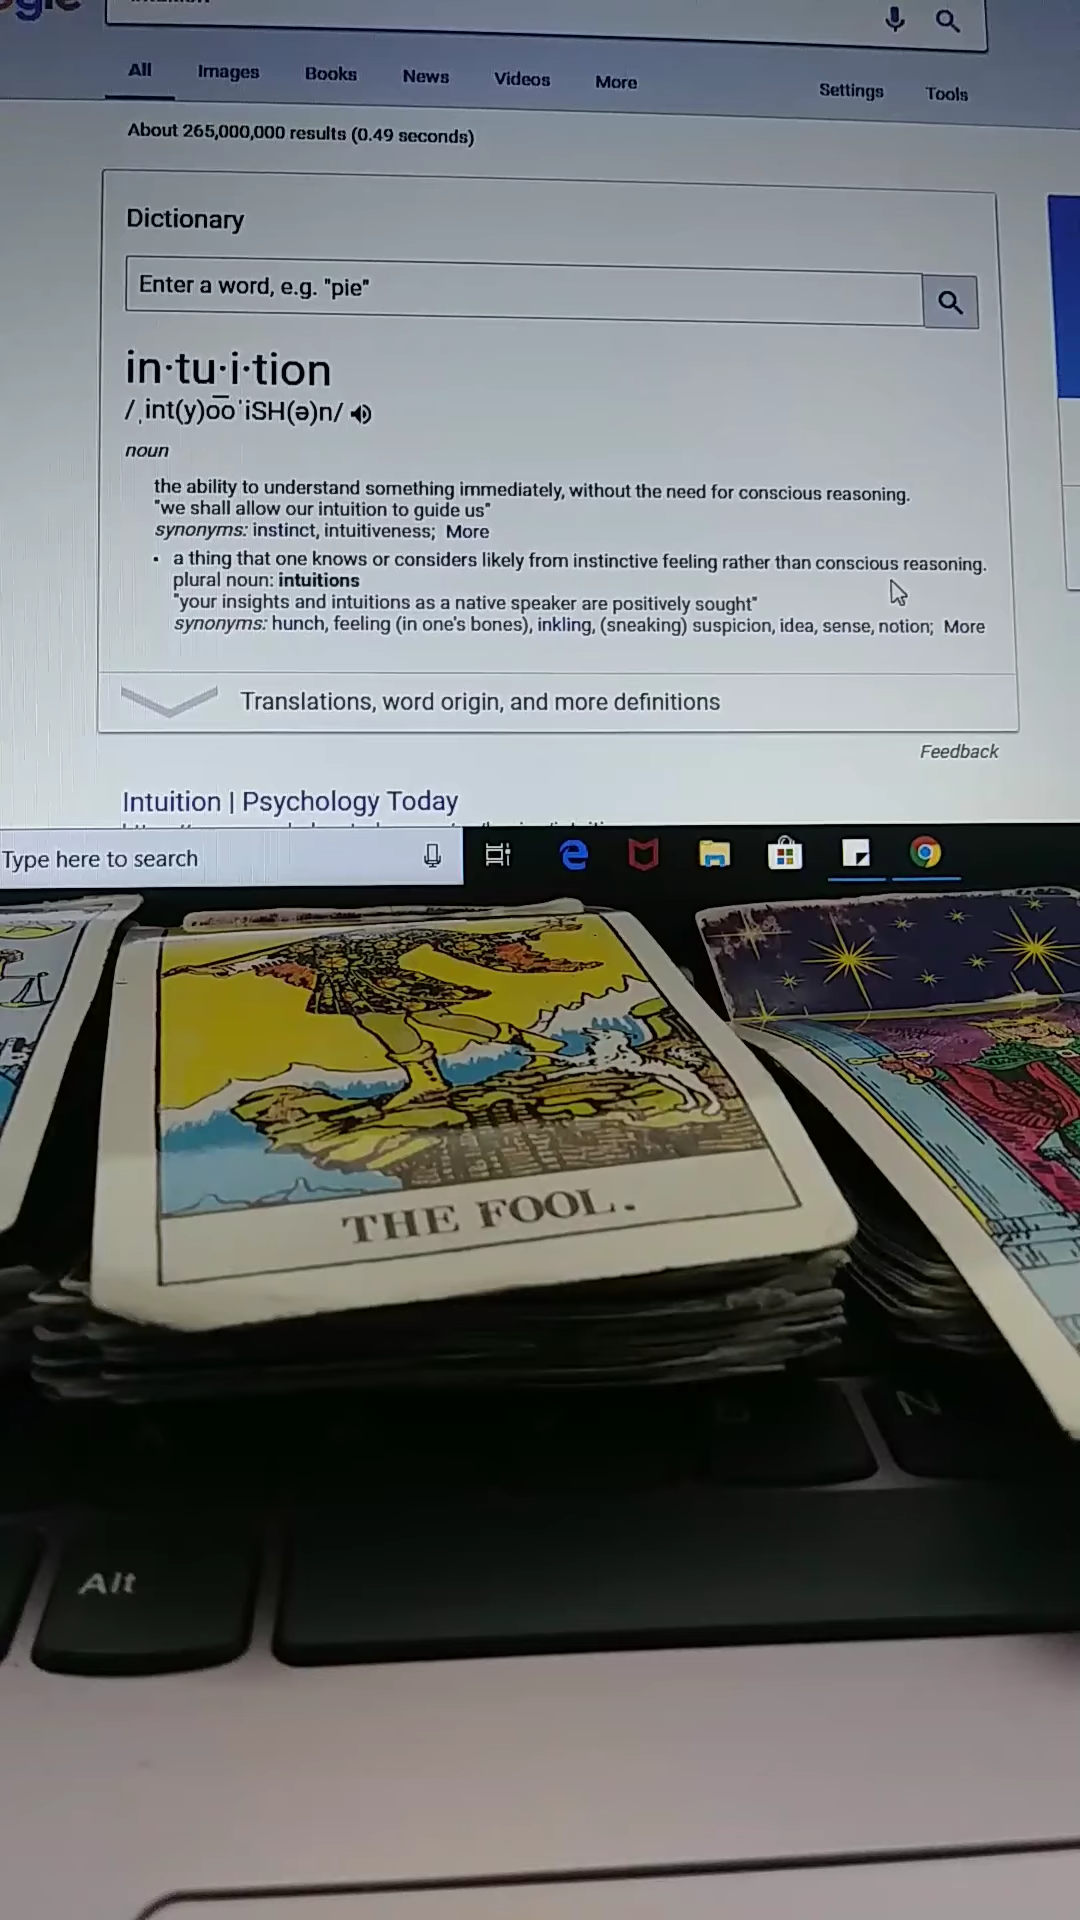 All Images Books News Videos More Settings Tools
About 265,000,000 results (0.49 seconds)
Dictionary
Enter a word, e.g. "pie"
in·tu·i·tion
/ˌint(y)o͞oˈiSH(ə)n/
noun
the ability to understand something immediately, without the need for conscious reasoning.
"we shall allow our intuition to guide us"
synonyms: instinct, intuitiveness; More
• a thing that one knows or considers likely from instinctive feeling rather than conscious reasoning.
plural noun: intuitions
"your insights and intuitions as a native speaker are positively sought"
synonyms: hunch, feeling (in one's bones), inkling, (sneaking) suspicion, idea, sense, notion; More
Translations, word origin, and more definitions
Feedback
Intuition | Psychology Today
Type here to search
THE FOOL.
N
Alt